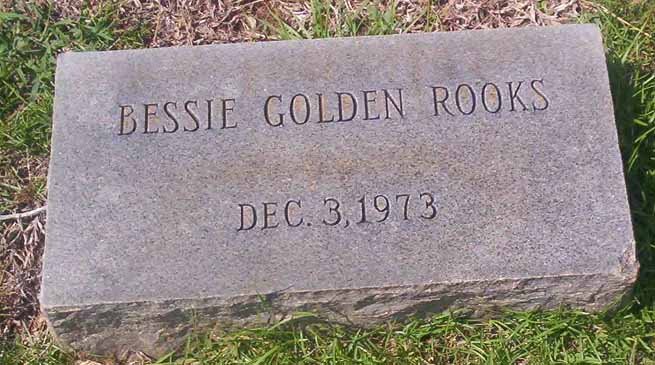 BESSIE GOLDEN ROOKS
DEC. 3, 1973